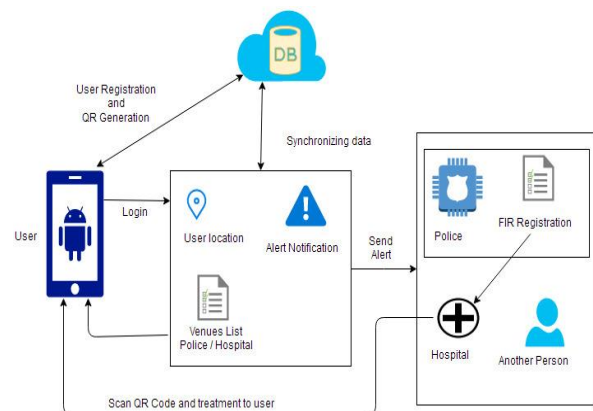 DB
User Registration
and
QR Generation
Synchronizing data
User
Login
User location
Alert Notification
Send
Alert
Police
FIR Registration
Venues List
Police / Hospital
Hospital
Another Person
Scan QR Code and treatment to user